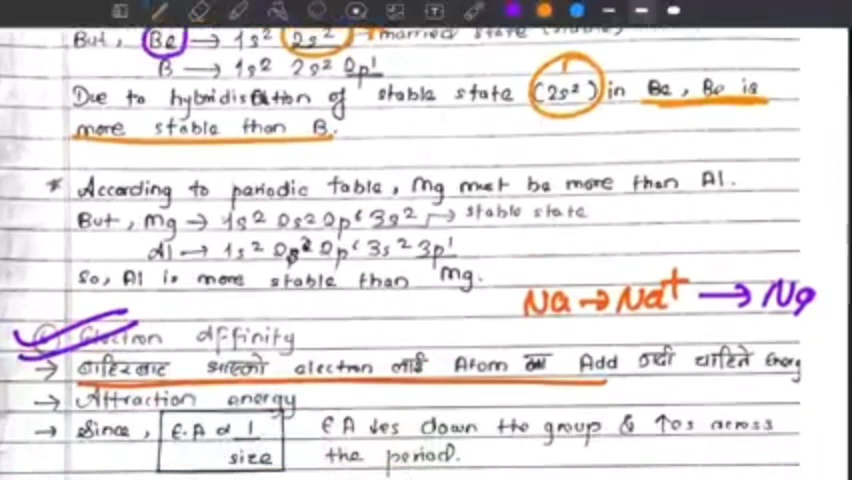 But, Be → 1s² 2s² → married state
B → 1s² 2s² 2p¹
Due to hybridisation of stable state (2s²) in Be, Be is
more stable than B.
* According to periodic table, Mg must be more than Al.
But, Mg → 1s² 2s² 2p⁶ 3s² → stable state
Al → 1s² 2s² 2p⁶ 3s² 3p¹
So, Al is more stable than Mg.
Na → Na⁺ → Ng
Electron affinity
→ बाहिरबाट आएको electron लाई Atom मा Add गर्दा चाहिने Energy
→ Attraction energy
→ Since, E.A ∝ 1/size EA ↓es down the group & ↑es across
the period.